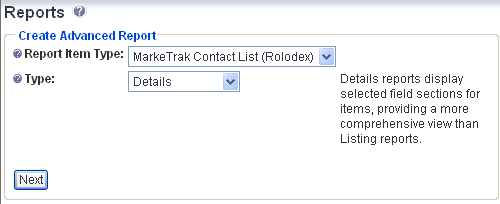 Reports
Create Advanced Report
Report Item Type: MarkeTrak Contact List (Rolodex)
Type: Details
Details reports display
selected field sections for
items, providing a more
comprehensive view than
Listing reports.
Next